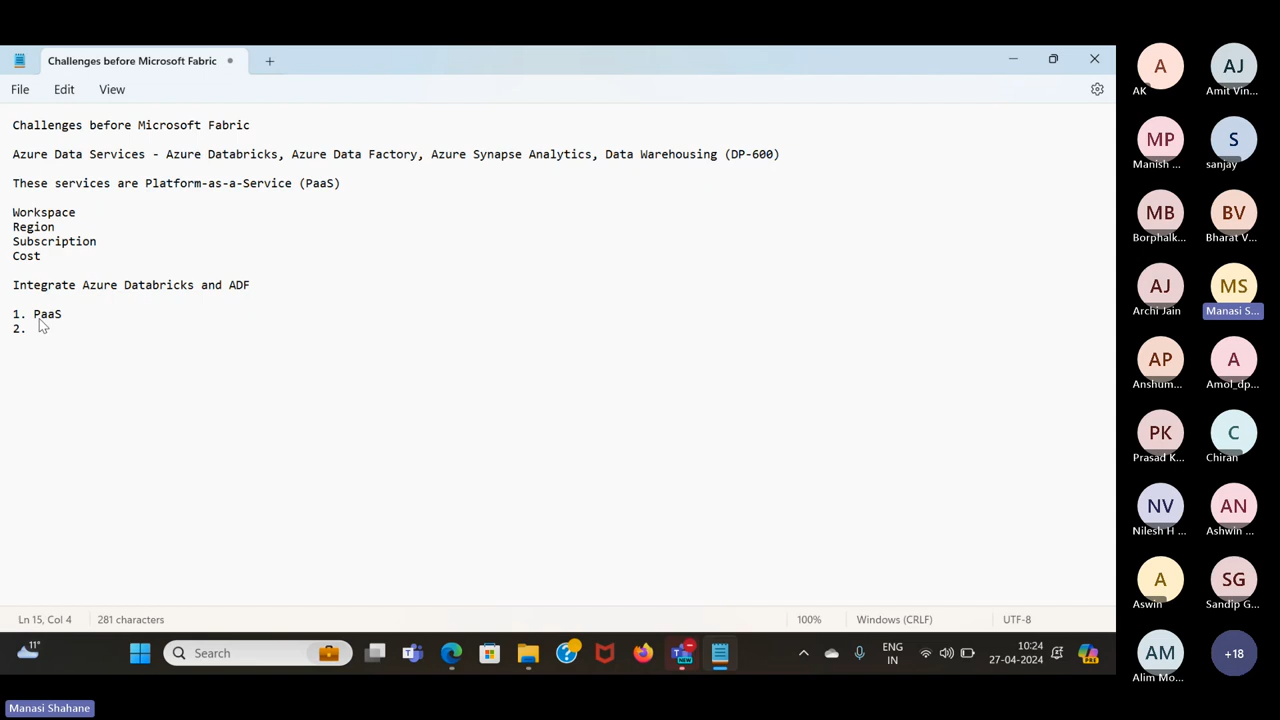 Challenges before Microsoft Fabric
File Edit View
Challenges before Microsoft Fabric
Azure Data Services - Azure Databricks, Azure Data Factory, Azure Synapse Analytics, Data Warehousing (DP-600)
These services are Platform-as-a-Service (PaaS)
Workspace
Region
Subscription
Cost
Integrate Azure Databricks and ADF
1. PaaS
2.
Ln 15, Col 4 281 characters 100% Windows (CRLF) UTF-8
11° Search ENG IN 10:24 27-04-2024
Manasi Shahane
A AJ
AK Amit Vin...
MP S
Manish ... sanjay
MB BV
Borphalk... Bharat V...
AJ MS
Archi Jain Manasi S...
AP A
Anshum... Amol_dp...
PK C
Prasad K... Chiran
NV AN
Nilesh H ... Ashwin ...
A SG
Aswin Sandip G...
AM +18
Alim Mo...